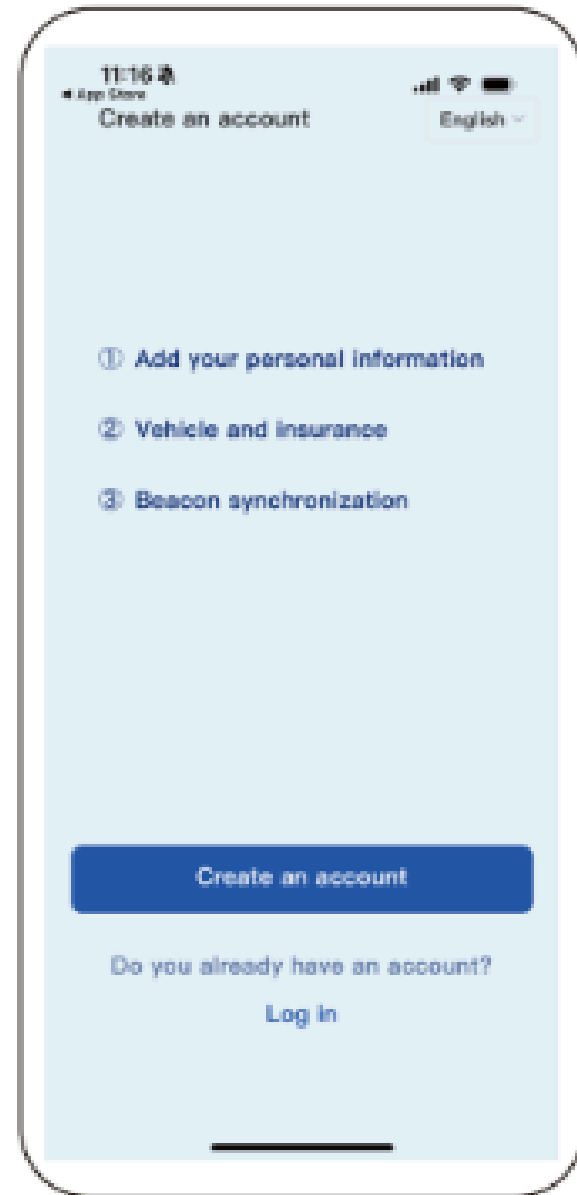 11:16
◀ App Store
Create an account
English
① Add your personal information
② Vehicle and insurance
③ Beacon synchronization
Create an account
Do you already have an account?
Log in